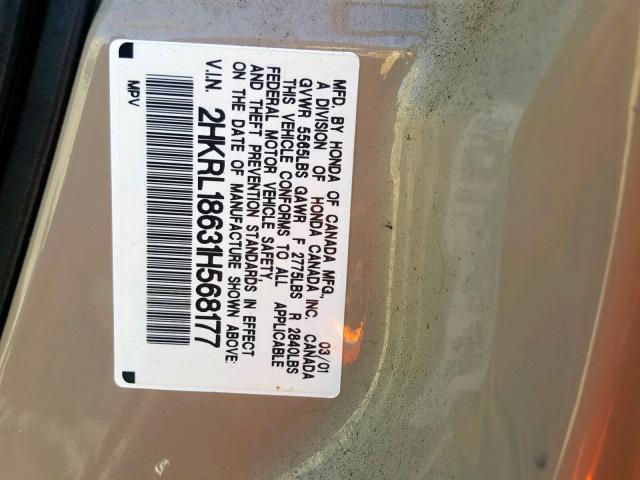 MFD. BY HONDA OF CANADA MFG., 03/01
A DIVISION OF HONDA CANADA INC. CANADA
GVWR 5565LBS GAWR F 2775LBS R 2840LBS
THIS VEHICLE CONFORMS TO ALL APPLICABLE
FEDERAL MOTOR VEHICLE SAFETY,
AND THEFT PREVENTION STANDARDS IN EFFECT
ON THE DATE OF MANUFACTURE SHOWN ABOVE.
V.I.N. 2HKRL18631H568177
MPV